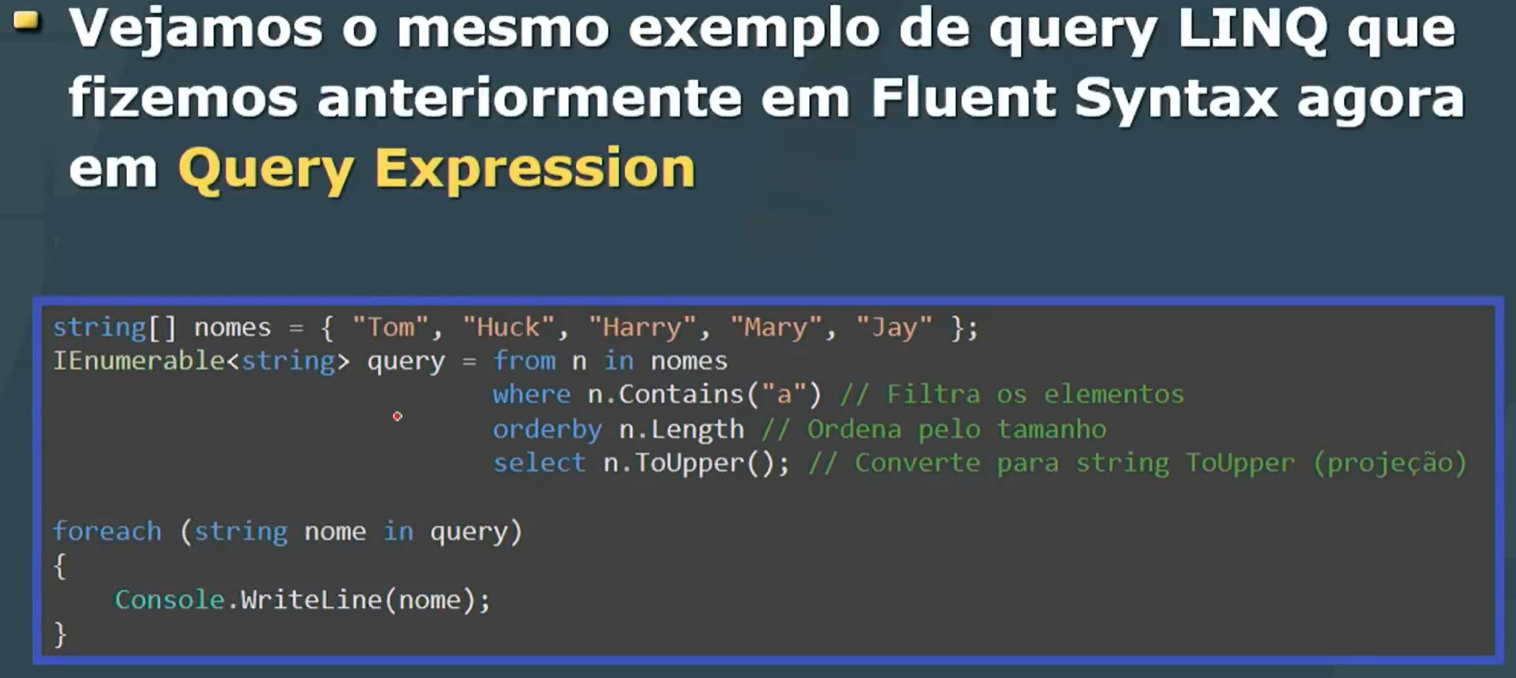 Vejamos o mesmo exemplo de query LINQ que
fizemos anteriormente em Fluent Syntax agora
em Query Expression
string[] nomes = { "Tom", "Huck", "Harry", "Mary", "Jay" };
IEnumerable<string> query = from n in nomes
where n.Contains("a") // Filtra os elementos
orderby n.Length // Ordena pelo tamanho
select n.ToUpper(); // Converte para string ToUpper (projeção)
foreach (string nome in query)
{
Console.WriteLine(nome);
}